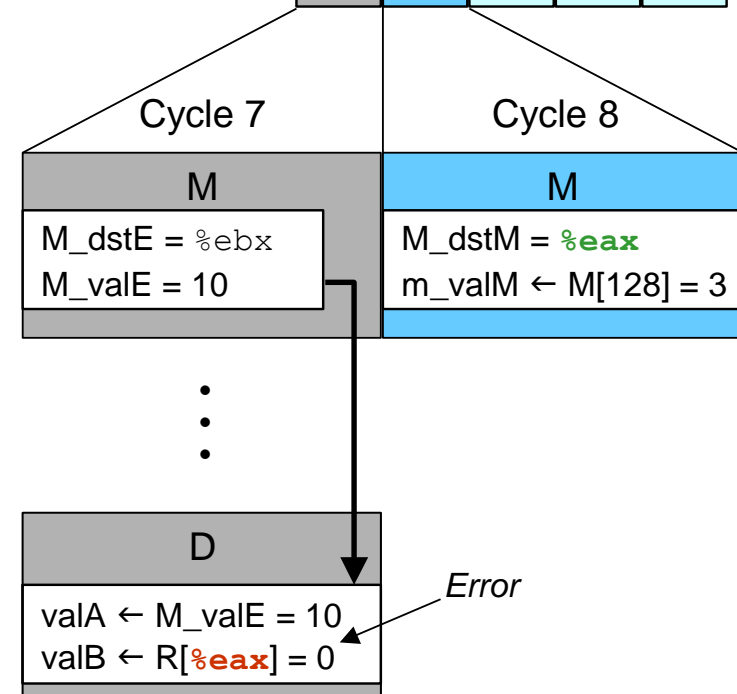 Cycle 7
Cycle 8
M
M
M_dstE = %ebx
M_valE = 10
M_dstM = %eax
m_valM ← M[128] = 3
D
Error
valA ← M_valE = 10
valB ← R[%eax] = 0